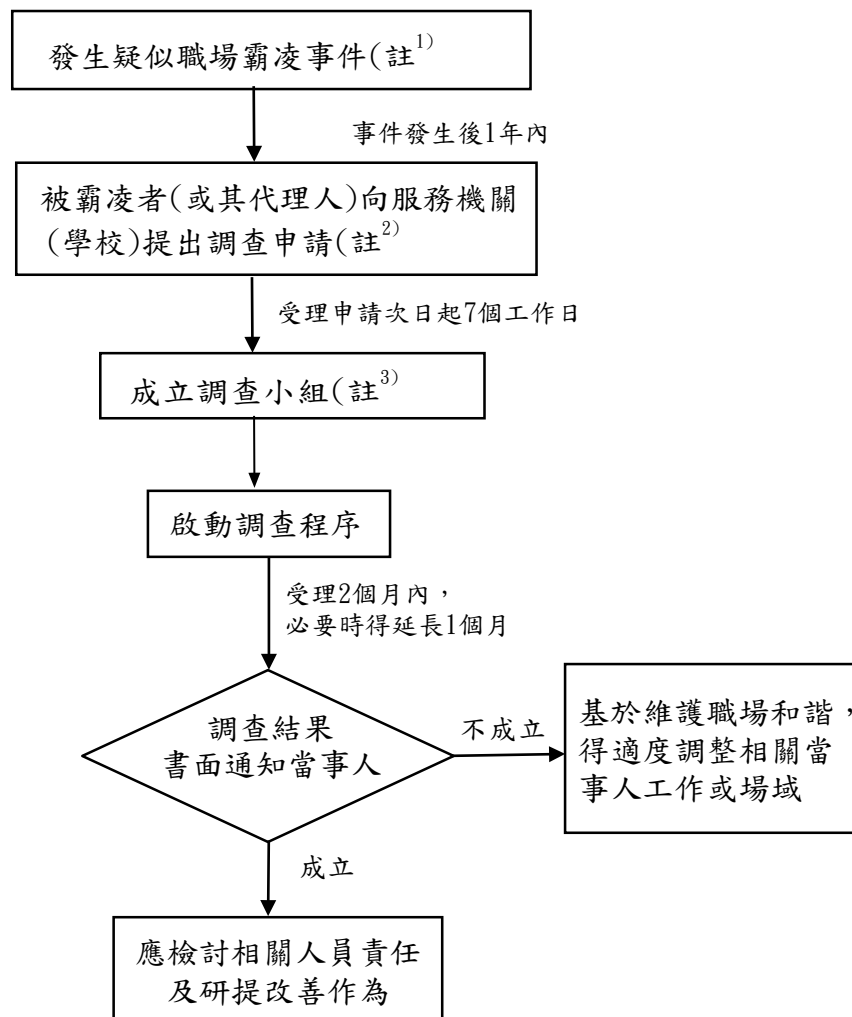 發生疑似職場霸凌事件(註1)
事件發生後1年內
被霸凌者(或其代理人)向服務機關
(學校)提出調查申請(註2)
受理申請次日起7個工作日
成立調查小組(註3)
啟動調查程序
受理2個月內，
必要時得延長1個月
調查結果
書面通知當事人
不成立
基於維護職場和諧，
得適度調整相關當
事人工作或場域
成立
應檢討相關人員責任
及研提改善作為